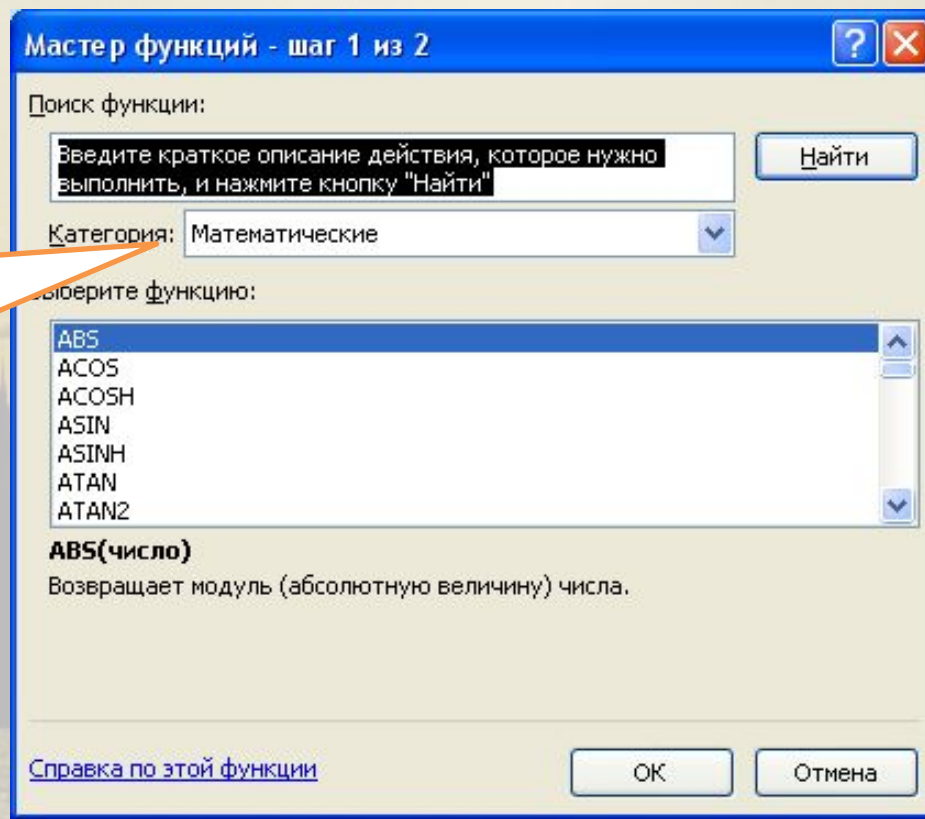 Мастер функций - шаг 1 из 2
Поиск функции:
Введите краткое описание действия, которое нужно
выполнить, и нажмите кнопку "Найти"
Найти
Категория: Математические
функцию:
ABS
ACOS
ACOSH
ASIN
ASINH
ATAN
ATAN2
ABS(число)
Возвращает модуль (абсолютную величину) числа.
Справка по этой функции
ОК
Отмена